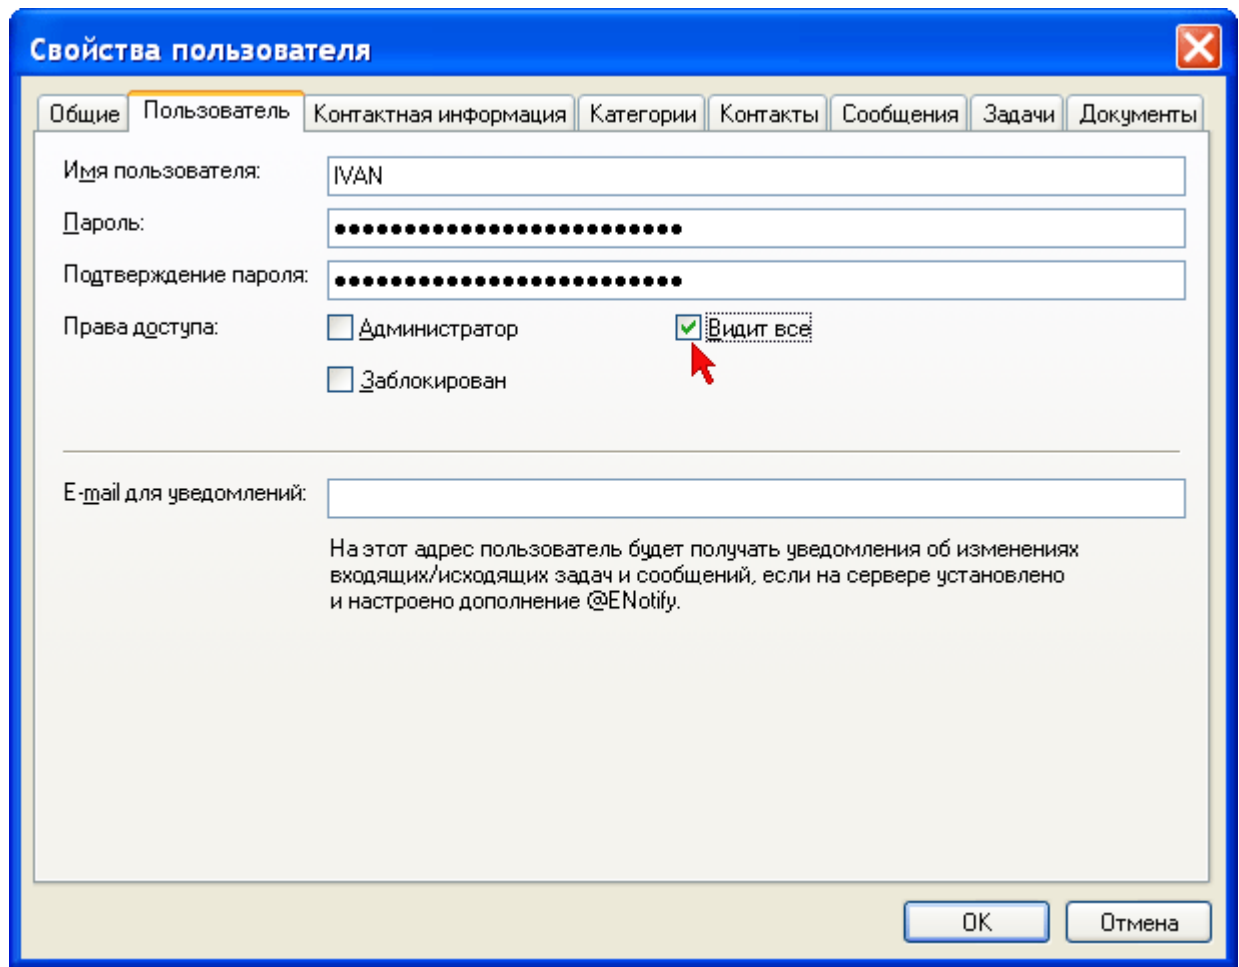 Свойства пользователя
Общие Пользователь Контактная информация Категории Контакты Сообщения Задачи Документы
Имя пользователя: IVAN
Пароль: •••••••••••••••••••••••••
Подтверждение пароля: •••••••••••••••••••••••••
Права доступа: Администратор Видит все
Заблокирован
E-mail для уведомлений:
На этот адрес пользователь будет получать уведомления об изменениях
входящих/исходящих задач и сообщений, если на сервере установлено
и настроено дополнение @ENotify.
OK Отмена